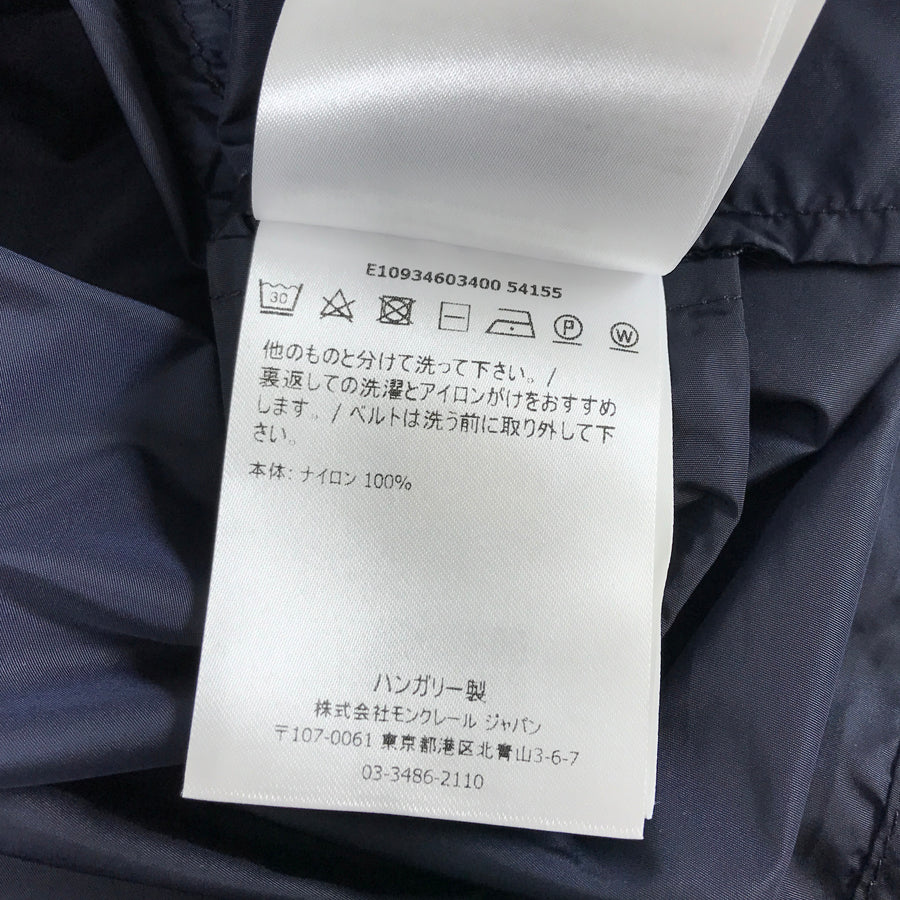 E10934603400 54155
30
P
W
他のものと分けて洗って下さい。/
裏返しての洗濯とアイロンがけをおすすめ
します。/ ベルトは洗う前に取り外して下
さい。
本体: ナイロン 100%
ハンガリー製
株式会社モンクレール ジャパン
〒107-0061 東京都港区北青山3-6-7
03-3486-2110